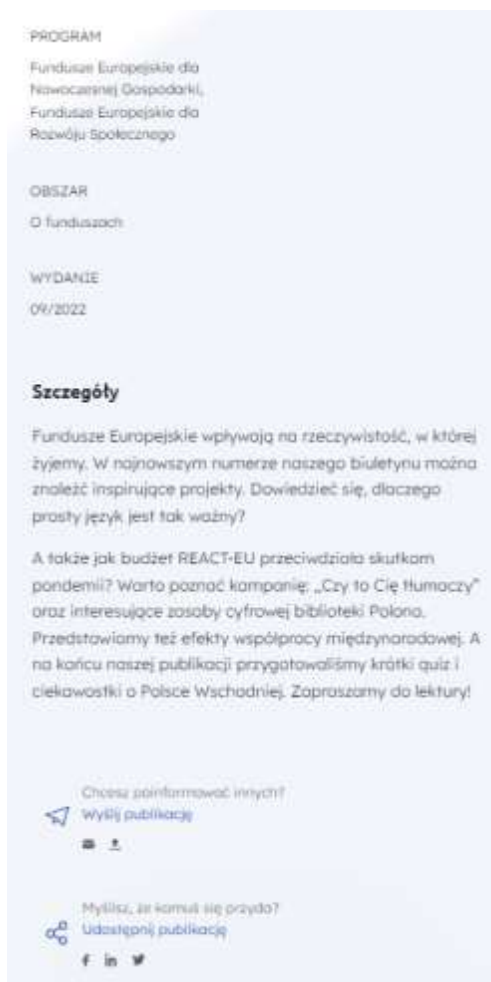 PROGRAM
Fundusze Europejskie dla
Nowoczesnej Gospodarki,
Fundusze Europejskie dla
Rozwoju Społecznego
OBSZAR
O funduszach
WYDANIE
09/2022
Szczegóły
Fundusze Europejskie wpływają na rzeczywistość, w której
żyjemy. W najnowszym numerze naszego biuletynu można
znaleźć inspirujące projekty. Dowiedzieć się, dlaczego
prosty język jest tak ważny?
A także jak budżet REACT-EU przeciwdziała skutkom
pandemii? Warto poznać kampanię: „Czy to Cię tłumaczy”
oraz interesujące zasoby cyfrowej biblioteki Polona.
Przedstawiamy też efekty współpracy międzynarodowej. A
na końcu naszej publikacji przygotowaliśmy krótki quiz i
ciekawostki o Polsce Wschodniej. Zapraszamy do lektury!
Chcesz poinformować innych?
Wyślij publikację
Myślisz, że komuś się przyda?
Udostępnij publikację